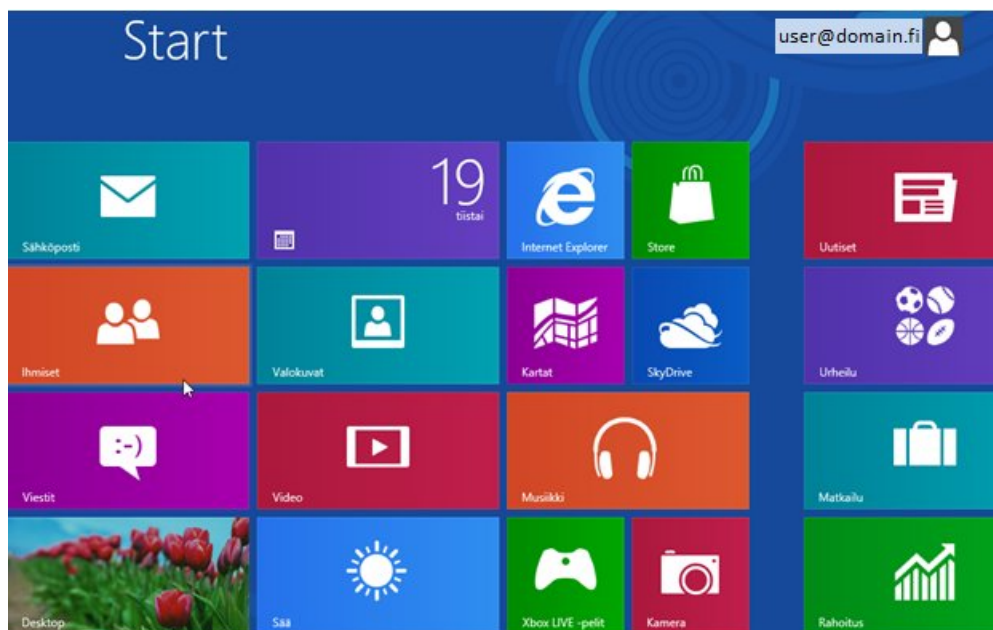 Start
user@domain.fi
Sähköposti
19
tiistai
Internet Explorer
Store
Uutiset
Ihmiset
Valokuvat
Kartat
SkyDrive
Urheilu
:-)
Viestit
Video
Musiikki
Matkailu
Desktop
Sää
Xbox LIVE -pelit
Kamera
Rahoitus